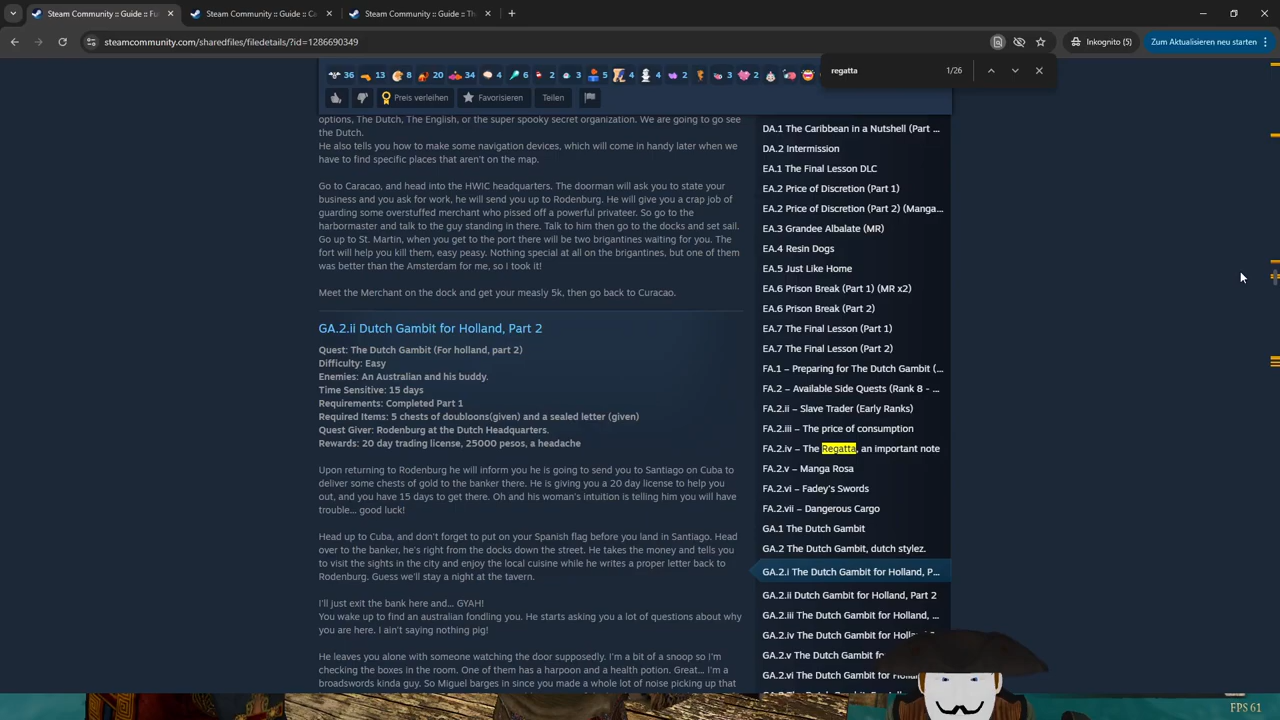 Steam Community :: Guide :: Fu
Steam Community :: Guide :: Ca
Steam Community :: Guide :: Th
steamcommunity.com/sharedfiles/filedetails/?id=1286690349
Inkognito (5)
Zum Aktualisieren neu starten
regatta
1/26
36 13 8 20 34 4 6 2 3 5 4 4 2 3 2
Preis verleihen
Favorisieren
Teilen
options, The Dutch, The English, or the super spooky secret organization. We are going to go see
the Dutch.
He also tells you how to make some navigation devices, which will come in handy later when we
have to find specific places that aren't on the map.
Go to Caracao, and head into the HWIC headquarters. The doorman will ask you to state your
business and you ask for work, he will send you up to Rodenburg. He will give you a crap job of
guarding some overstuffed merchant who pissed off a powerful privateer. So go to the
harbormaster and talk to the guy standing in there. Talk to him then go to the docks and set sail.
Go up to St. Martin, when you get to the port there will be two brigantines waiting for you. The
fort will help you kill them, easy peasy. Nothing special at all on the brigantines, but one of them
was better than the Amsterdam for me, so I took it!
Meet the Merchant on the dock and get your measly 5k, then go back to Curacao.
GA.2.ii Dutch Gambit for Holland, Part 2
Quest: The Dutch Gambit (For holland, part 2)
Difficulty: Easy
Enemies: An Australian and his buddy.
Time Sensitive: 15 days
Requirements: Completed Part 1
Required Items: 5 chests of doubloons(given) and a sealed letter (given)
Quest Giver: Rodenburg at the Dutch Headquarters.
Rewards: 20 day trading license, 25000 pesos, a headache
Upon returning to Rodenburg he will inform you he is going to send you to Santiago on Cuba to
deliver some chests of gold to the banker there. He is giving you a 20 day license to help you
out, and you have 15 days to get there. Oh and his woman's intuition is telling him you will have
trouble... good luck!
Head up to Cuba, and don't forget to put on your Spanish flag before you land in Santiago. Head
over to the banker, he's right from the docks down the street. He takes the money and tells you
to visit the sights in the city and enjoy the local cuisine while he writes a proper letter back to
Rodenburg. Guess we'll stay a night at the tavern.
I'll just exit the bank here and... GYAH!
You wake up to find an australian fondling you. He starts asking you a lot of questions about why
you are here. I ain't saying nothing pig!
He leaves you alone with someone watching the door supposedly. I'm a bit of a snoop so I'm
checking the boxes in the room. One of them has a harpoon and a health potion. Great... I'm a
broadswords kinda guy. So Miguel barges in since you made a whole lot of noise picking up that
DA.1 The Caribbean in a Nutshell (Part ...
DA.2 Intermission
EA.1 The Final Lesson DLC
EA.2 Price of Discretion (Part 1)
EA.2 Price of Discretion (Part 2) (Manga...
EA.3 Grandee Albalate (MR)
EA.4 Resin Dogs
EA.5 Just Like Home
EA.6 Prison Break (Part 1) (MR x2)
EA.6 Prison Break (Part 2)
EA.7 The Final Lesson (Part 1)
EA.7 The Final Lesson (Part 2)
FA.1 – Preparing for The Dutch Gambit (...
FA.2 – Available Side Quests (Rank 8 - ...
FA.2.ii – Slave Trader (Early Ranks)
FA.2.iii – The price of consumption
FA.2.iv – The Regatta, an important note
FA.2.v – Manga Rosa
FA.2.vi – Fadey's Swords
FA.2.vii – Dangerous Cargo
GA.1 The Dutch Gambit
GA.2 The Dutch Gambit, dutch stylez.
GA.2.i The Dutch Gambit for Holland, P...
GA.2.ii Dutch Gambit for Holland, Part 2
GA.2.iii The Dutch Gambit for Holland, ...
GA.2.iv The Dutch Gambit for Holland
GA.2.v The Dutch Gambit for
GA.2.vi The Dutch Gambit for
FPS 61